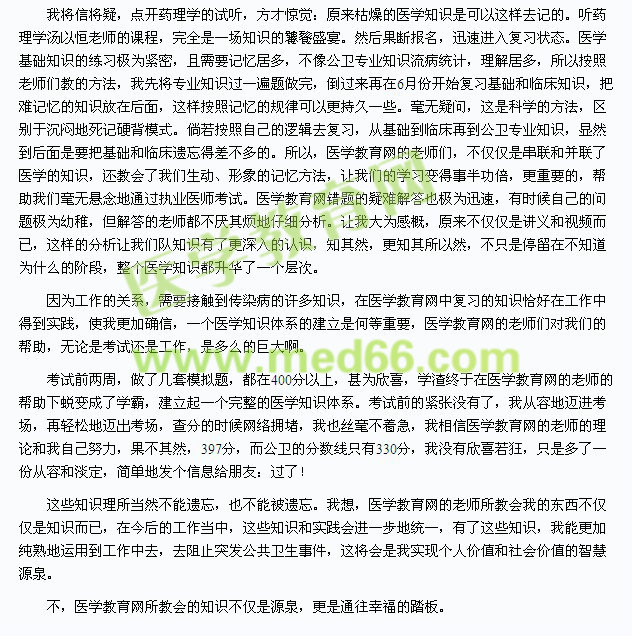 我将信将疑，点开药理学的试听，方才惊觉：原来枯燥的医学知识是可以这样去记的。听药
理学汤以恒老师的课程，完全是一场知识的饕餮盛宴。然后果断报名，迅速进入复习状态。医学
基础知识的练习极为紧密，且需要记忆居多，不像公卫专业知识流病统计，理解居多，所以按照
老师们教的方法，我先将专业知识过一遍题做完，倒过来再在6月份开始复习基础和临床知识，把
难记忆的知识放在后面，这样按照记忆的规律可以更持久一些。毫无疑问，这是科学的方法，区
别于沉闷地死记硬背模式。倘若按照自己的逻辑去复习，从基础到临床再到公卫专业知识，显然
到后面是要把基础和临床遗忘得差不多的。所以，医学教育网的老师们，不仅仅是串联和并联了
医学的知识，还教会了我们生动、形象的记忆方法，让我们的学习变得事半功倍，更重要的，帮
助我们毫无悬念地通过执业医师考试。医学教育网错题的疑难解答也极为迅速，有时候自己的问
题极为幼稚，但解答的老师都不厌其烦地仔细分析。让我大为感慨，原来不仅仅是讲义和视频而
已，这样的分析让我们队知识有了更深入的认识，知其然，更知其所以然，不只是停留在不知道
为什么的阶段，整个医学知识都升华了一个层次。
因为工作的关系，需要接触到传染病的许多知识，在医学教育网中复习的知识恰好在工作中
得到实践，使我更加确信，一个医学知识体系的建立是何等重要，医学教育网的老师们对我们的
帮助，无论是考试还是工作，是多么的巨大啊。
考试前两周，做了几套模拟题，都在400分以上，甚为欣喜，学渣终于在医学教育网的老师的
帮助下蜕变成了学霸，建立起一个完整的医学知识体系。考试前的紧张没有了，我从容地迈进考
场，再轻松地迈出考场，查分的时候网络拥堵，我也丝毫不着急，我相信医学教育网的老师的理
论和我自己努力，果不其然，397分，而公卫的分数线只有330分，我没有欣喜若狂，只是多了一
份从容和淡定，简单地发个信息给朋友：过了！
这些知识理所当然不能遗忘，也不能被遗忘。我想，医学教育网的老师所教会我的东西不仅
仅是知识而已，在今后的工作当中，这些知识和实践会进一步地统一，有了这些知识，我能更加
纯熟地运用到工作中去，去阻止突发公共卫生事件，这将会是我实现个人价值和社会价值的智慧
源泉。
不，医学教育网所教会的知识不仅是源泉，更是通往幸福的踏板。
医学教育网
www.med66.com